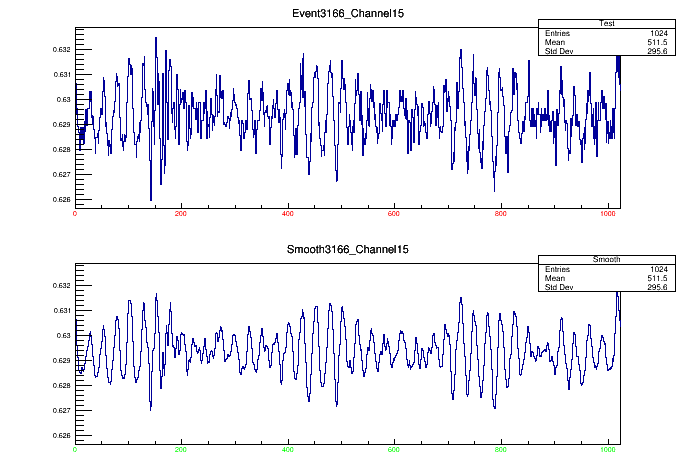 Event3166_Channel15
Test
Entries 1024
Mean 511.5
Std Dev 295.6
0.632
0.631
0.63
0.629
0.628
0.627
0.626
0 200 400 600 800 1000
Smooth3166_Channel15
Smooth
Entries 1024
Mean 511.5
Std Dev 295.6
0.632
0.631
0.63
0.629
0.628
0.627
0.626
0 200 400 600 800 1000